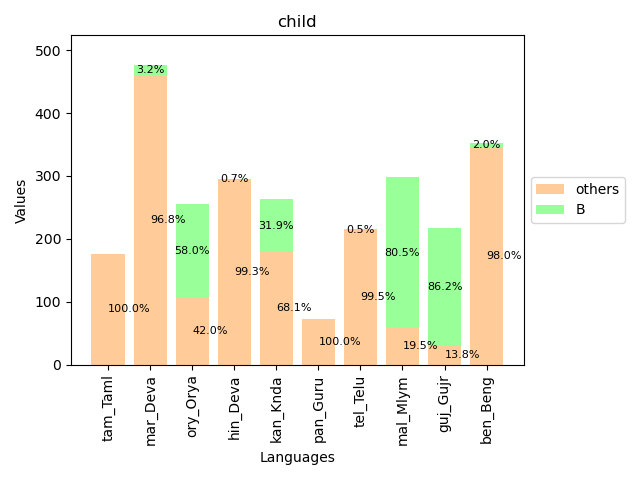 child
500
400
300
200
100
0
Values
3.2%
96.8%
58.0%
42.0%
0.7%
99.3%
31.9%
68.1%
100.0%
100.0%
0.5%
99.5%
80.5%
19.5%
86.2%
13.8%
2.0%
98.0%
others
B
tam_Taml
mar_Deva
ory_Orya
hin_Deva
kan_Knda
pan_Guru
tel_Telu
mal_Mlym
guj_Gujr
ben_Beng
Languages